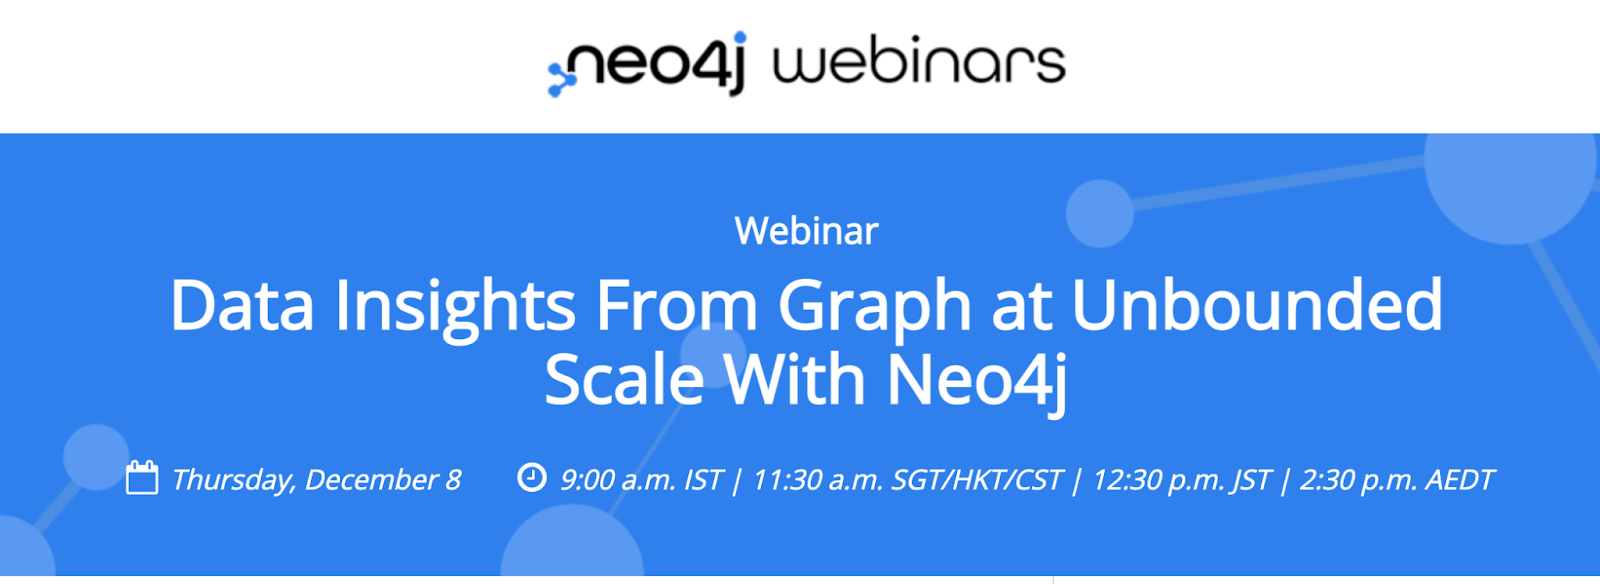 neo4j webinars
Webinar
Data Insights From Graph at Unbounded
Scale With Neo4j
Thursday, December 8 9:00 a.m. IST | 11:30 a.m. SGT/HKT/CST | 12:30 p.m. JST | 2:30 p.m. AEDT